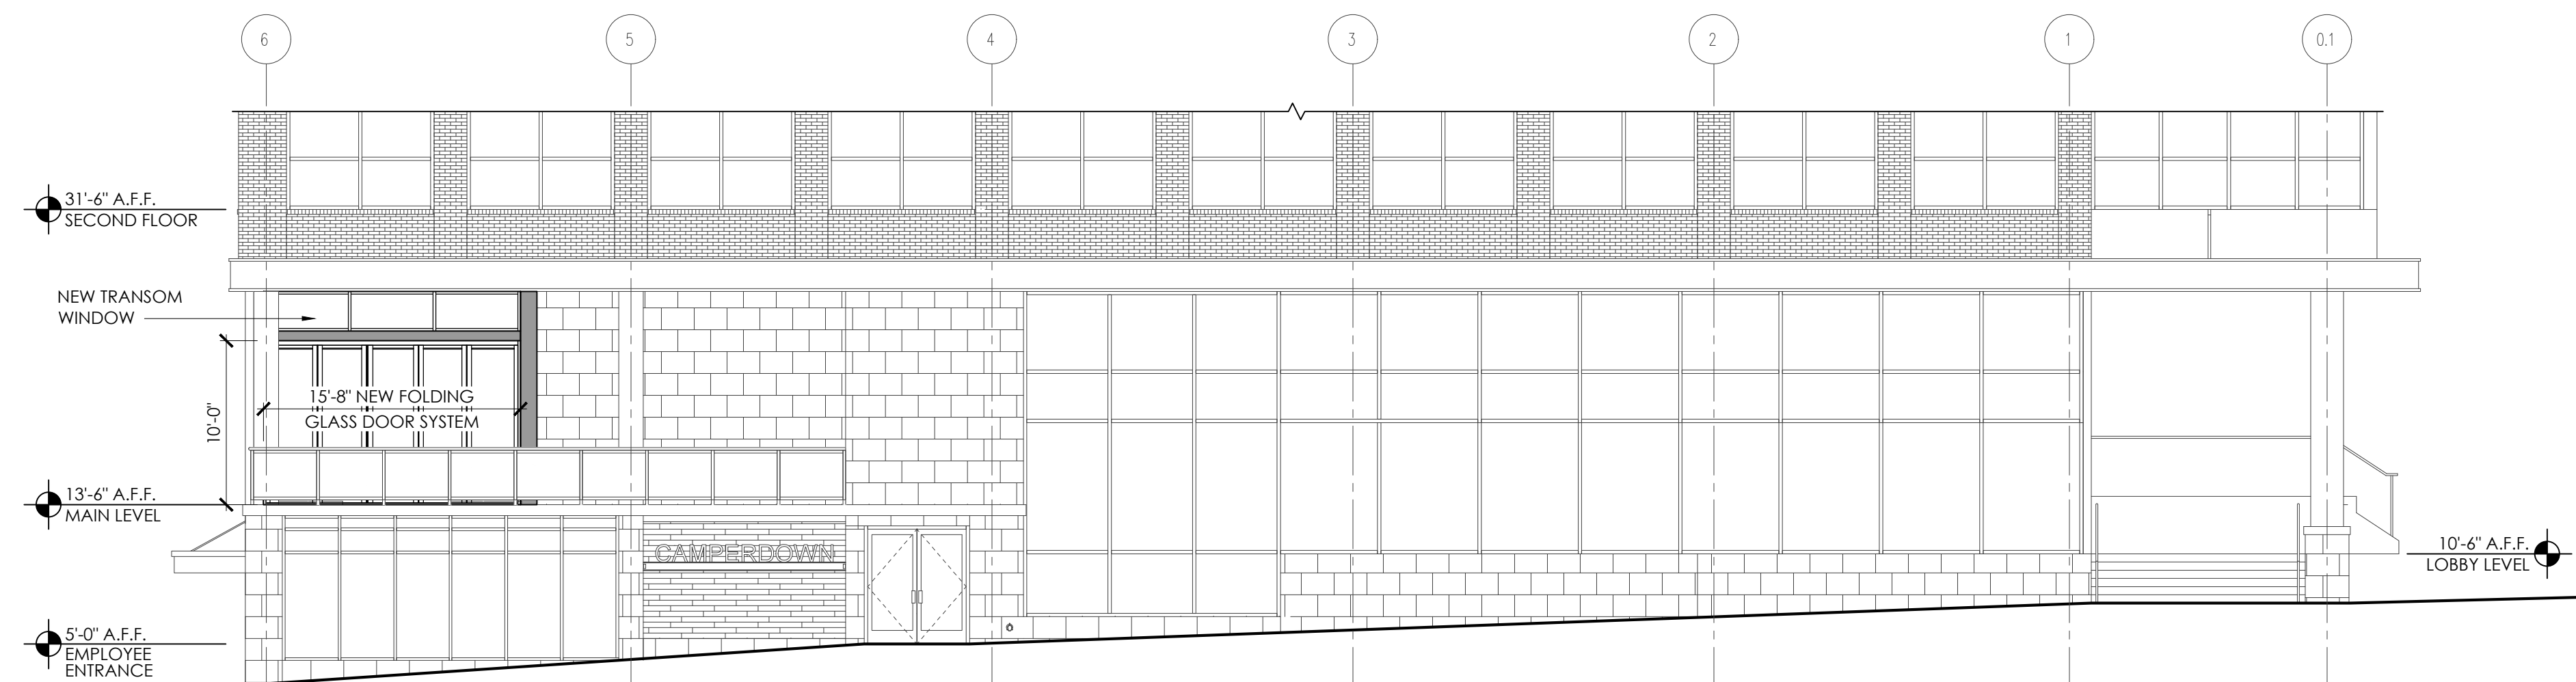 6
5
4
3
2
1
0.1
31'-6" A.F.F.
SECOND FLOOR
NEW TRANSOM
WINDOW
10'-0"
15'-8" NEW FOLDING
GLASS DOOR SYSTEM
13'-6" A.F.F.
MAIN LEVEL
CAMPERDOWN
10'-6" A.F.F.
LOBBY LEVEL
5'-0" A.F.F.
EMPLOYEE
ENTRANCE